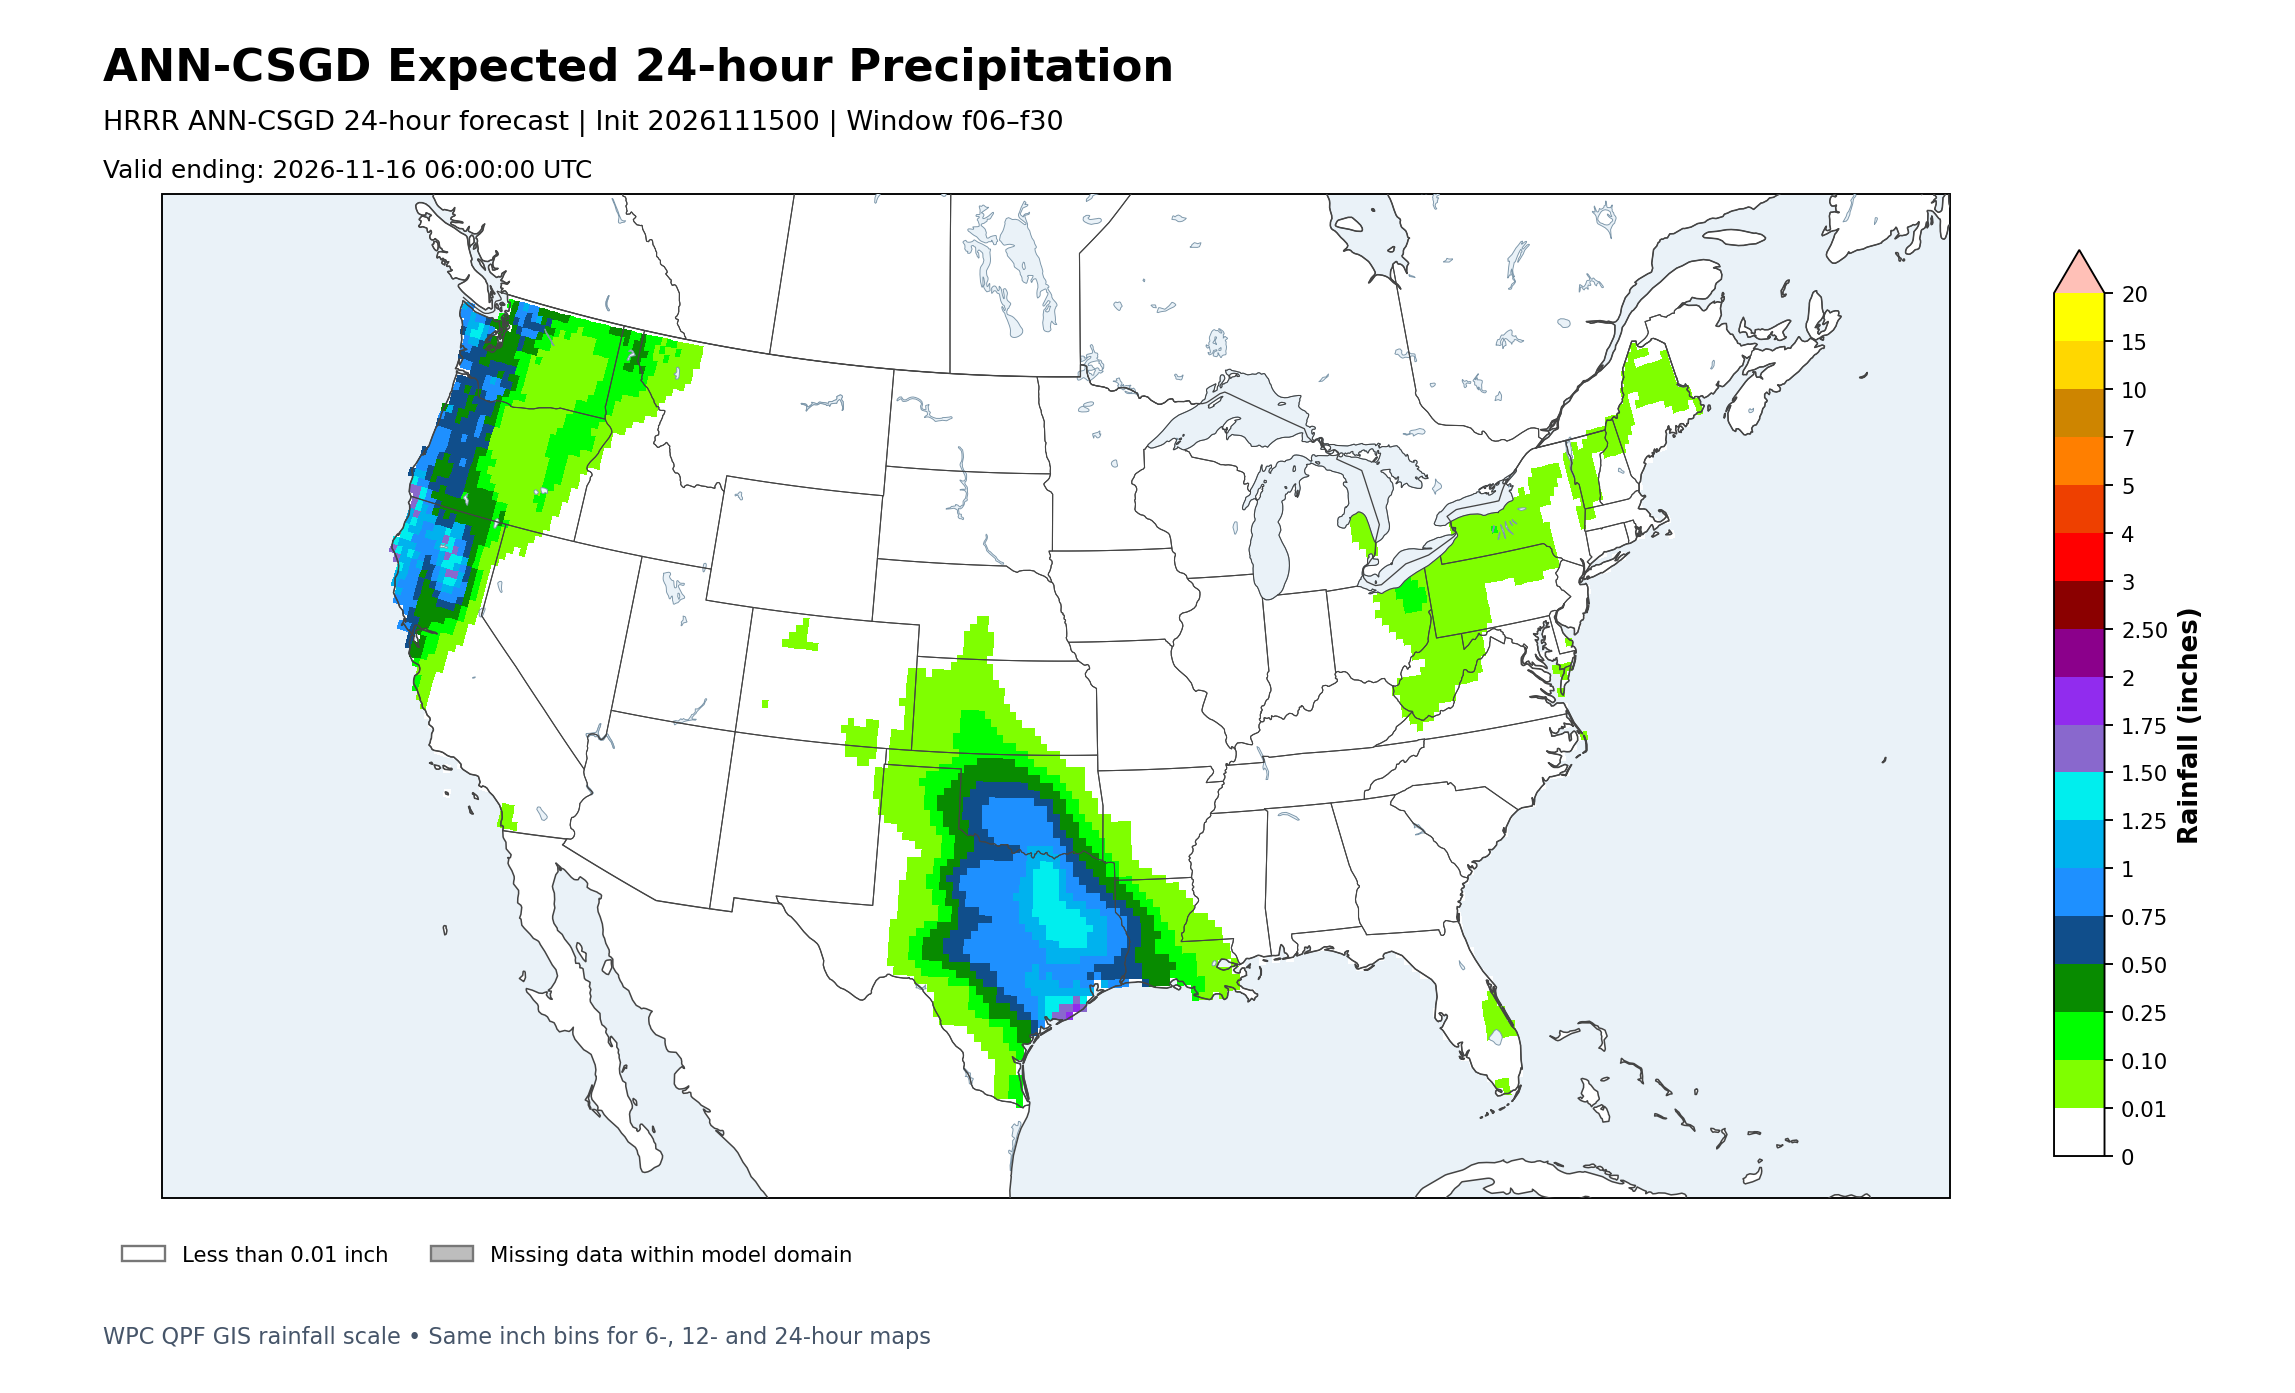 ANN-CSGD Expected 24-hour Precipitation
HRRR ANN-CSGD 24-hour forecast | Init 2026111500 | Window f06–f30
Valid ending: 2026-11-16 06:00:00 UTC
20
15
10
7
5
4
3
2.50
2
1.75
1.50
1.25
1
0.75
0.50
0.25
0.10
0.01
0
Rainfall (inches)
Less than 0.01 inch
Missing data within model domain
WPC QPF GIS rainfall scale • Same inch bins for 6-, 12- and 24-hour maps